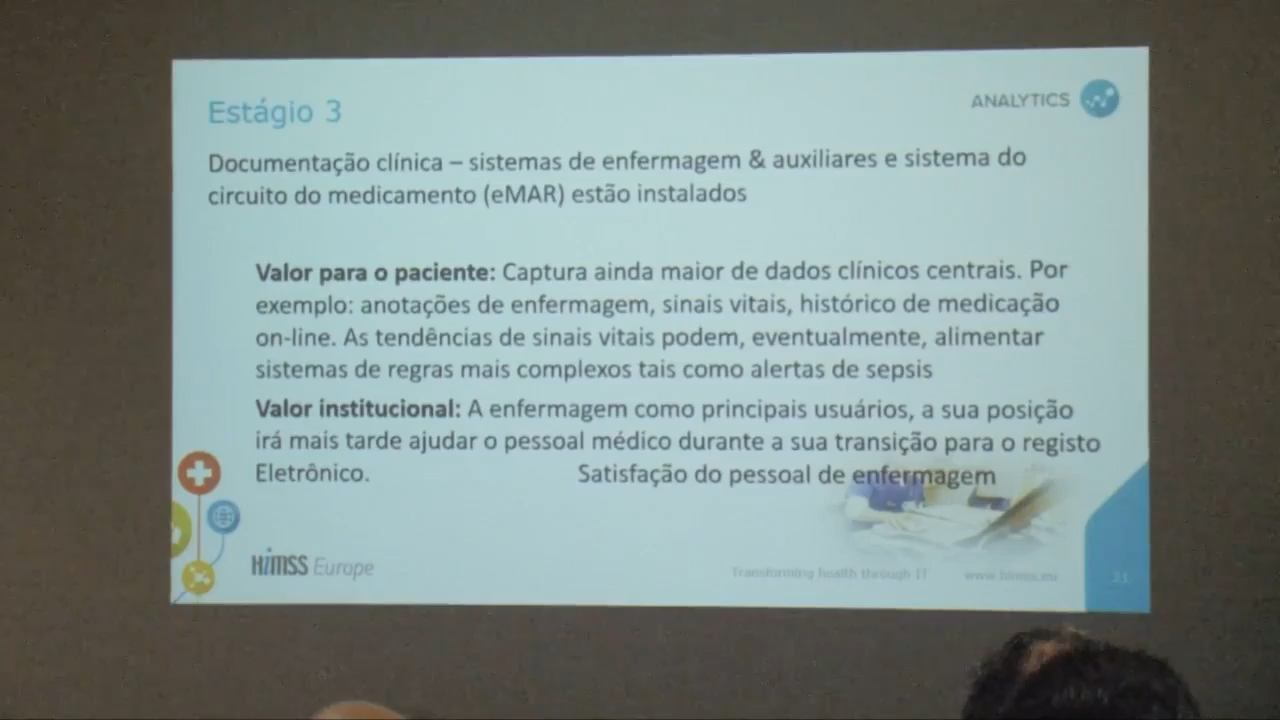 Estágio 3
ANALYTICS
Documentação clínica – sistemas de enfermagem & auxiliares e sistema do
circuito do medicamento (eMAR) estão instalados
Valor para o paciente: Captura ainda maior de dados clínicos centrais. Por
exemplo: anotações de enfermagem, sinais vitais, histórico de medicação
on-line. As tendências de sinais vitais podem, eventualmente, alimentar
sistemas de regras mais complexos tais como alertas de sepsis
Valor institucional: A enfermagem como principais usuários, a sua posição
irá mais tarde ajudar o pessoal médico durante a sua transição para o registo
Eletrônico. Satisfação do pessoal de enfermagem
HIMSS Europe
Transforming health through IT www.himss.eu
21